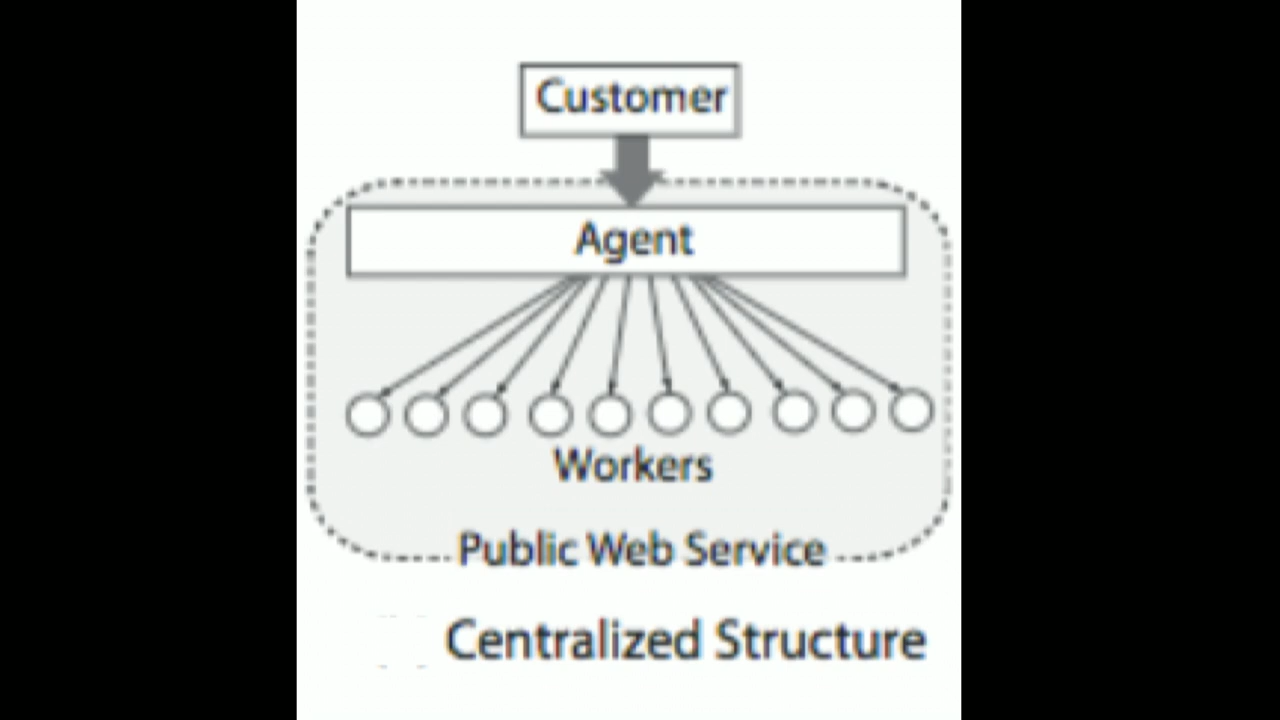 Customer
Agent
Workers
Public Web Service
Centralized Structure